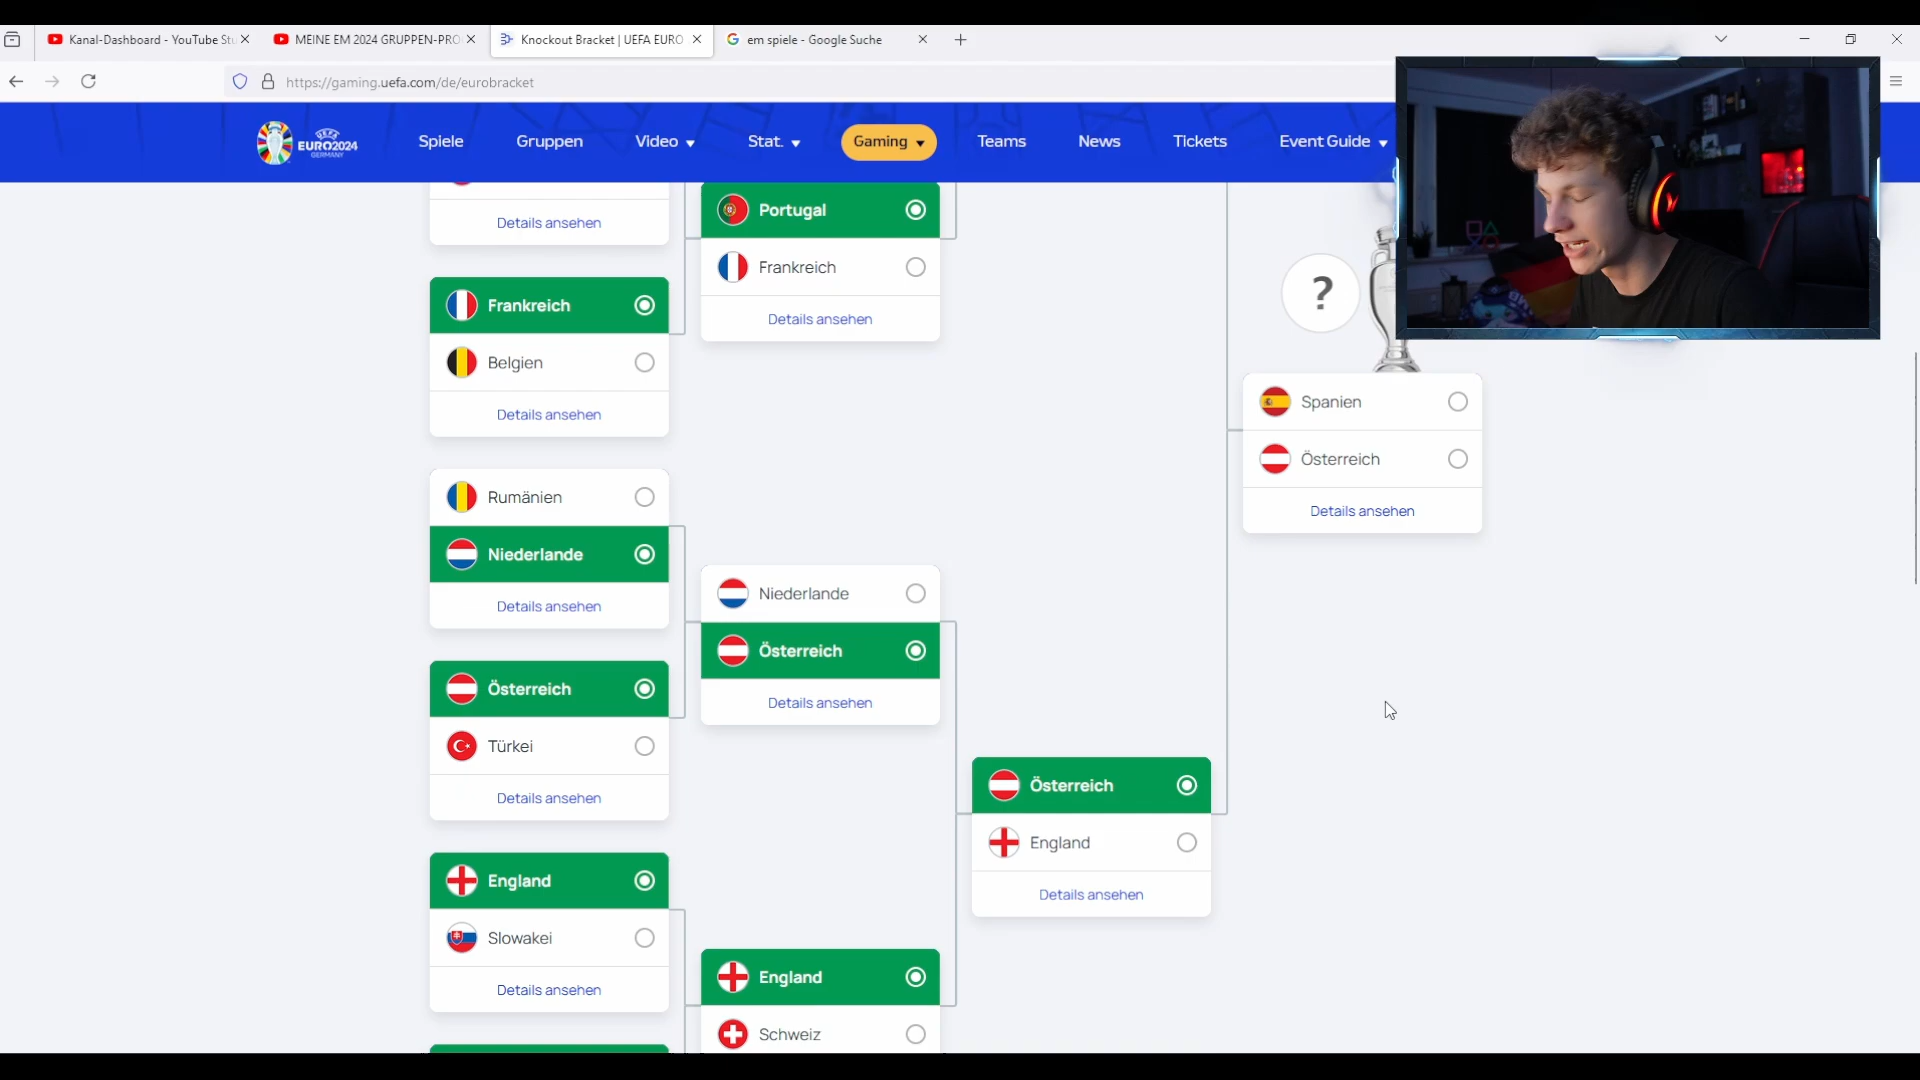 Kanal-Dashboard - YouTube Stu
MEINE EM 2024 GRUPPEN-PRO
Knockout Bracket | UEFA EURO
em spiele - Google Suche
https://gaming.uefa.com/de/eurobracket
UEFA
EURO2024
GERMANY
Spiele
Gruppen
Video
Stat.
Gaming
Teams
News
Tickets
Event Guide
Details ansehen
Frankreich
Belgien
Details ansehen
Rumänien
Niederlande
Details ansehen
Österreich
Türkei
Details ansehen
England
Slowakei
Details ansehen
Portugal
Frankreich
Details ansehen
Niederlande
Österreich
Details ansehen
England
Schweiz
Österreich
England
Details ansehen
?
Spanien
Österreich
Details ansehen